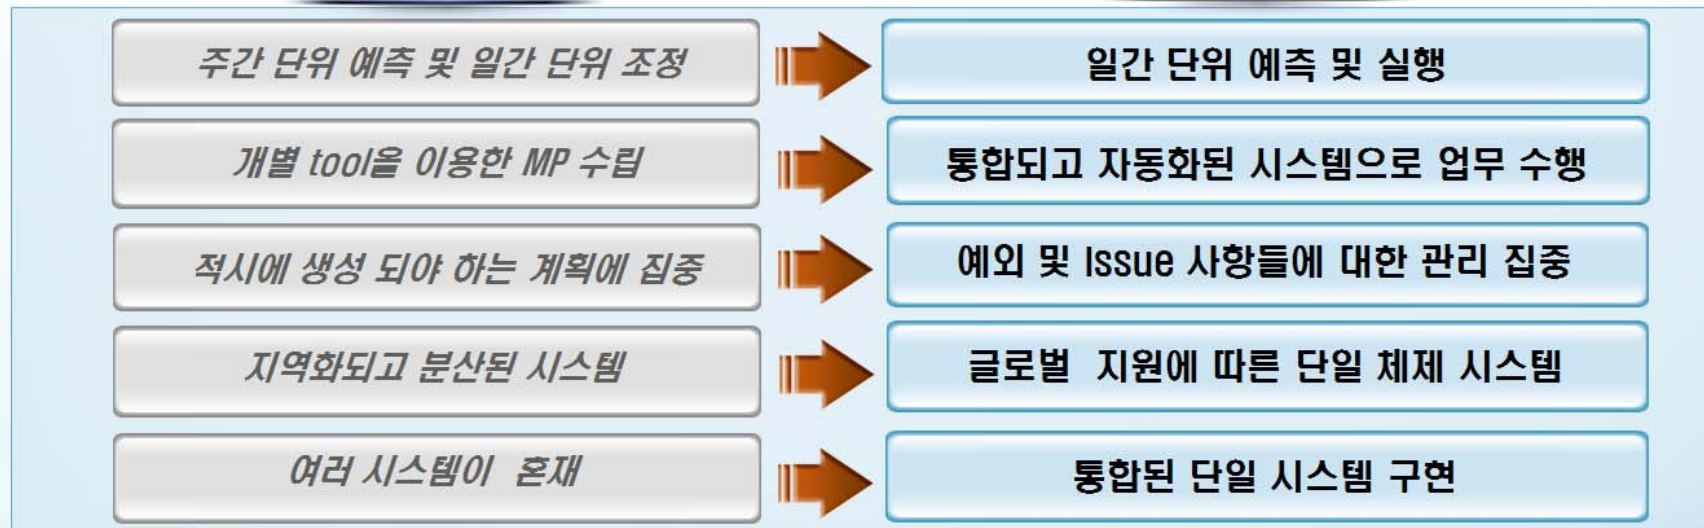 주간 단위 예측 및 일간 단위 조정
일간 단위 예측 및 실행
개별 tool을 이용한 MP 수립
통합되고 자동화된 시스템으로 업무 수행
적시에 생성 되야 하는 계획에 집중
예외 및 Issue 사항들에 대한 관리 집중
지역화되고 분산된 시스템
글로벌 지원에 따른 단일 체제 시스템
여러 시스템이 혼재
통합된 단일 시스템 구현